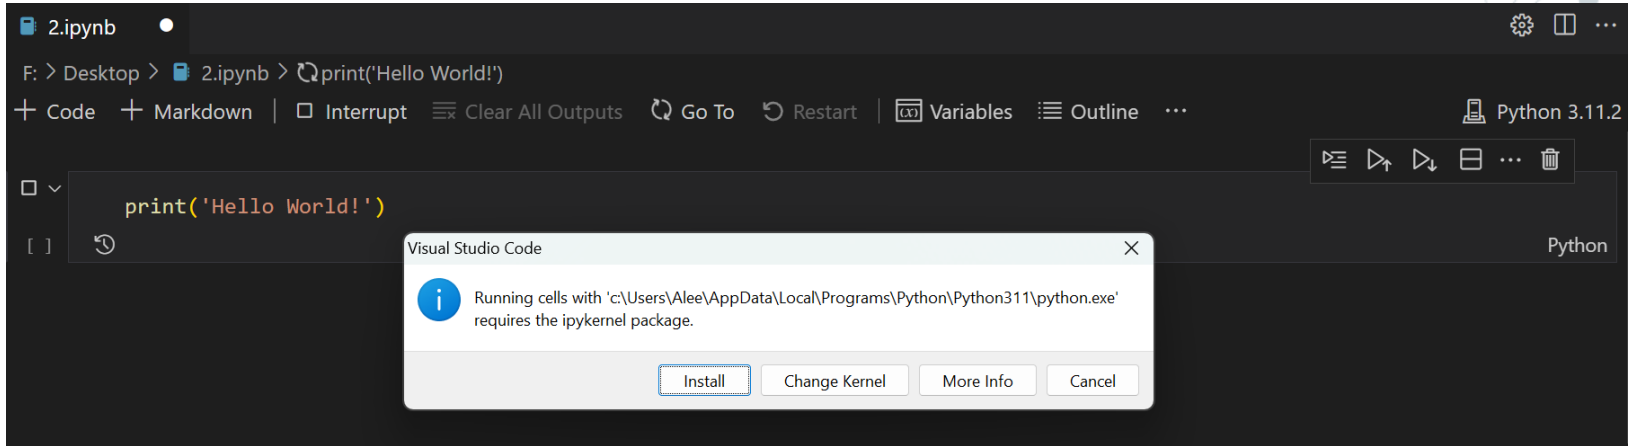 2.ipynb
F: > Desktop > 2.ipynb > print('Hello World!')
+ Code + Markdown | Interrupt Clear All Outputs Go To Restart | Variables Outline ... Python 3.11.2
print('Hello World!')
[ ] Python
Visual Studio Code
Running cells with 'c:\Users\Alee\AppData\Local\Programs\Python\Python311\python.exe'
requires the ipykernel package.
Install Change Kernel More Info Cancel